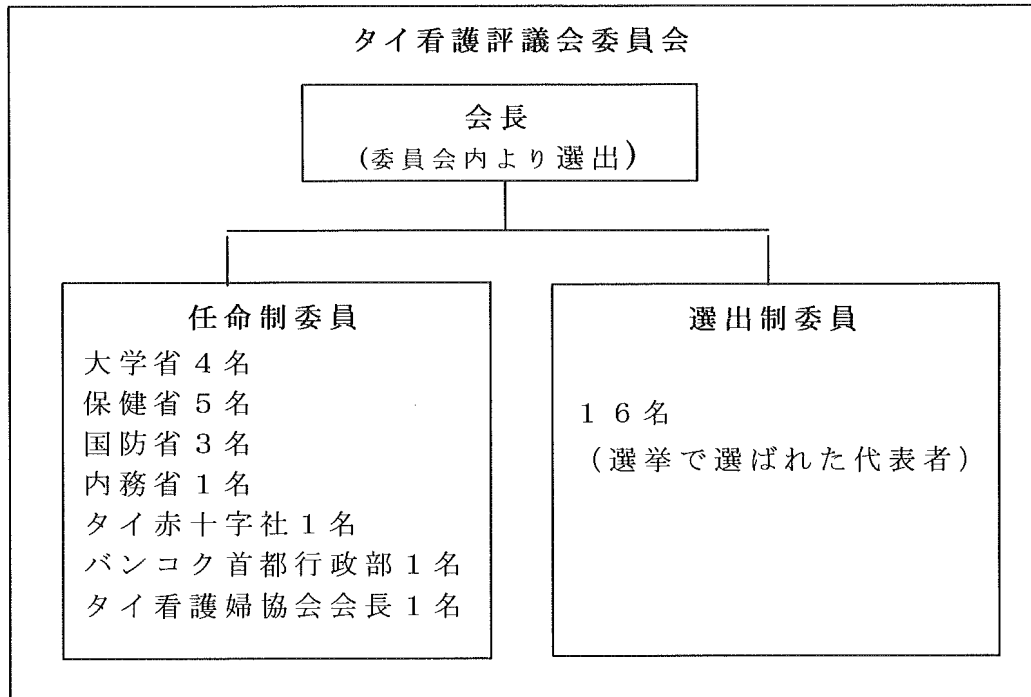 タイ看護評議会委員会
会長
(委員会内より選出)
任命制委員
大学省4名
保健省5名
国防省3名
内務省1名
タイ赤十字社1名
バンコク首都行政部1名
タイ看護婦協会会長1名
選出制委員
16名
(選挙で選ばれた代表者)